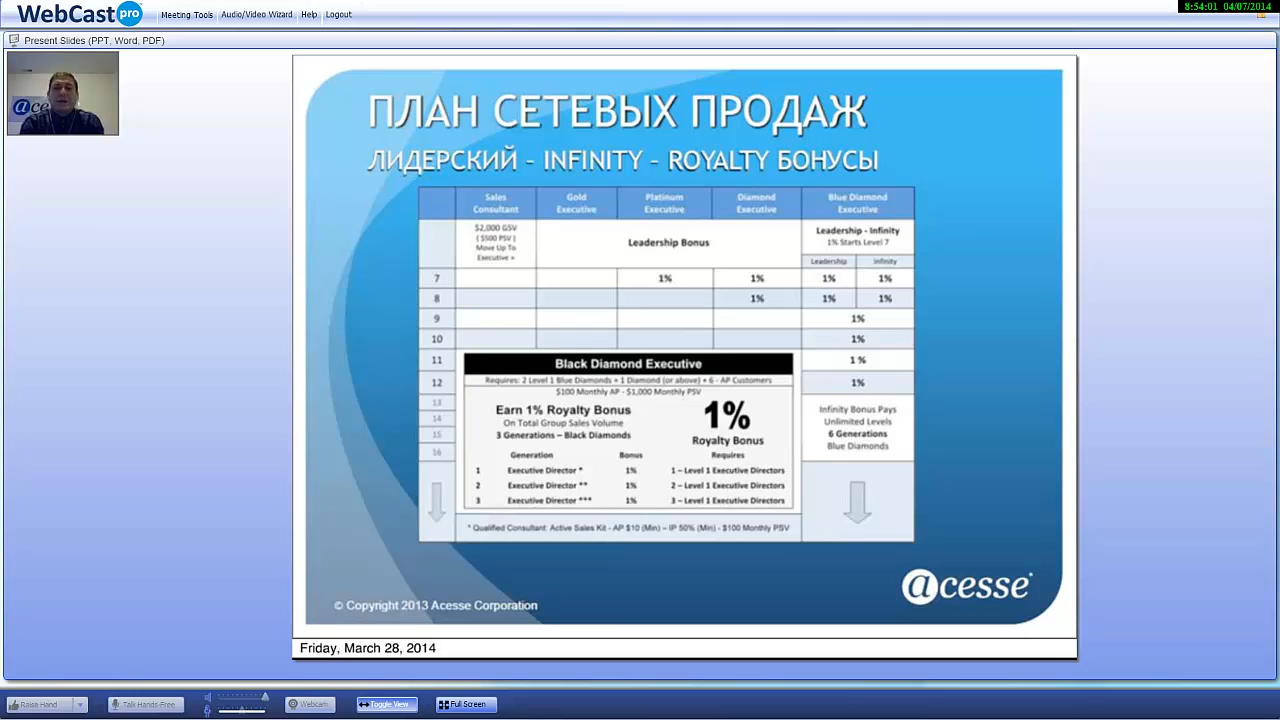 WebCast pro
Meeting Tools Audio/Video Wizard Help Logout
8:54:01 04/07/2014
Present Slides (PPT, Word, PDF)
ПЛАН СЕТЕВЫХ ПРОДАЖ
ЛИДЕРСКИЙ – INFINITY – ROYALTY БОНУСЫ
Sales Consultant Gold Executive Platinum Executive Diamond Executive Blue Diamond Executive
$2,000 GSV
( $500 PSV )
Move Up To
Executive »
Leadership Bonus
Leadership - Infinity
1% Starts Level 7
Leadership Infinity
7 1% 1% 1% 1%
8 1% 1% 1%
9 1%
10 1%
11 1 %
12 1%
13
14
15
16
Black Diamond Executive
Requires: 2 Level 1 Blue Diamonds + 1 Diamond (or above) + 6 - AP Customers
$100 Monthly AP - $1,000 Monthly PSV
Earn 1% Royalty Bonus
On Total Group Sales Volume
3 Generations – Black Diamonds
1%
Royalty Bonus
Generation Bonus Requires
1 Executive Director * 1% 1 – Level 1 Executive Directors
2 Executive Director ** 1% 2 – Level 1 Executive Directors
3 Executive Director *** 1% 3 – Level 1 Executive Directors
Infinity Bonus Pays
Unlimited Levels
6 Generations
Blue Diamonds
* Qualified Consultant: Active Sales Kit - AP $10 (Min) – IP 50% (Min) - $100 Monthly PSV
© Copyright 2013 Acesse Corporation
acesse
Friday, March 28, 2014
Raise Hand Talk Hands-Free Webcam Toggle View Full Screen